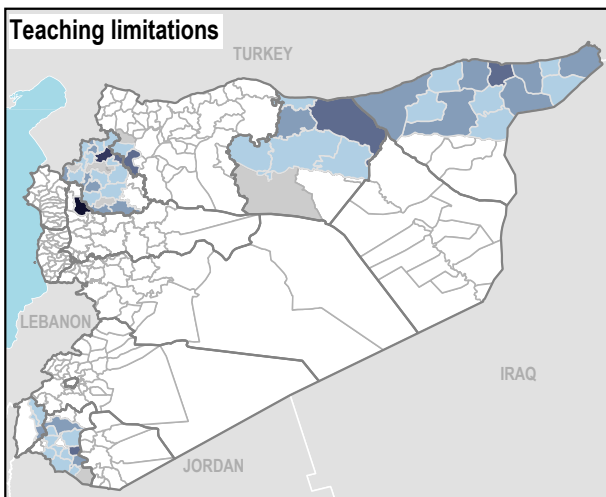 Teaching limitations
TURKEY
LEBANON
IRAQ
JORDAN